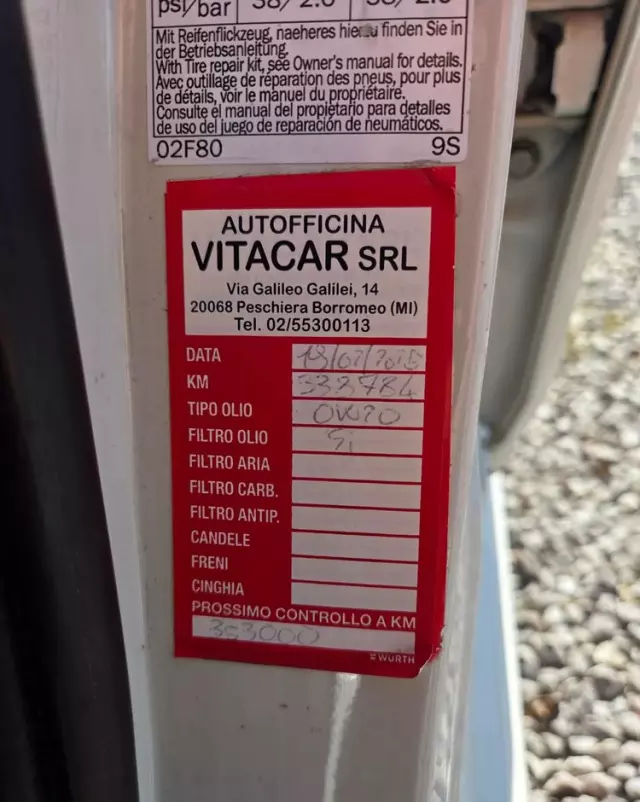 psi/bar
Mit Reifenflickzeug, naeheres hierzu finden Sie in
der Betriebsanleitung.
With Tire repair kit, see Owner's manual for details.
Avec outillage de réparation des pneus, pour plus
de détails, voir le manuel du propriétaire.
Consulte el manual del propietario para detalles
de uso del juego de reparación de neumáticos.
02F80 9S
AUTOFFICINA
VITACAR SRL
Via Galileo Galilei, 14
20068 Peschiera Borromeo (MI)
Tel. 02/55300113
DATA
KM 333784
TIPO OLIO 0W20
FILTRO OLIO Si
FILTRO ARIA
FILTRO CARB.
FILTRO ANTIP.
CANDELE
FRENI
CINGHIA
PROSSIMO CONTROLLO A KM
353000
WÜRTH